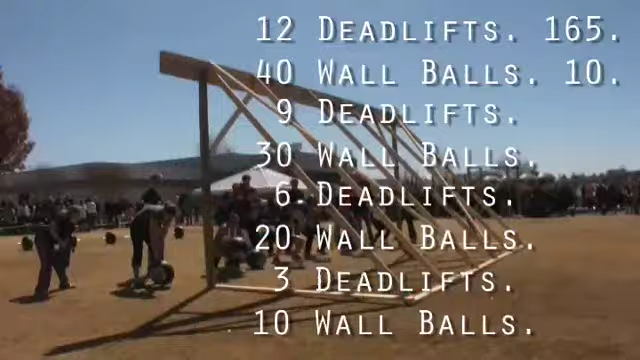 12 Deadlifts. 165.
40 Wall Balls. 10.
9 Deadlifts.
30 Wall Balls.
6 Deadlifts.
20 Wall Balls.
3 Deadlifts.
10 Wall Balls.